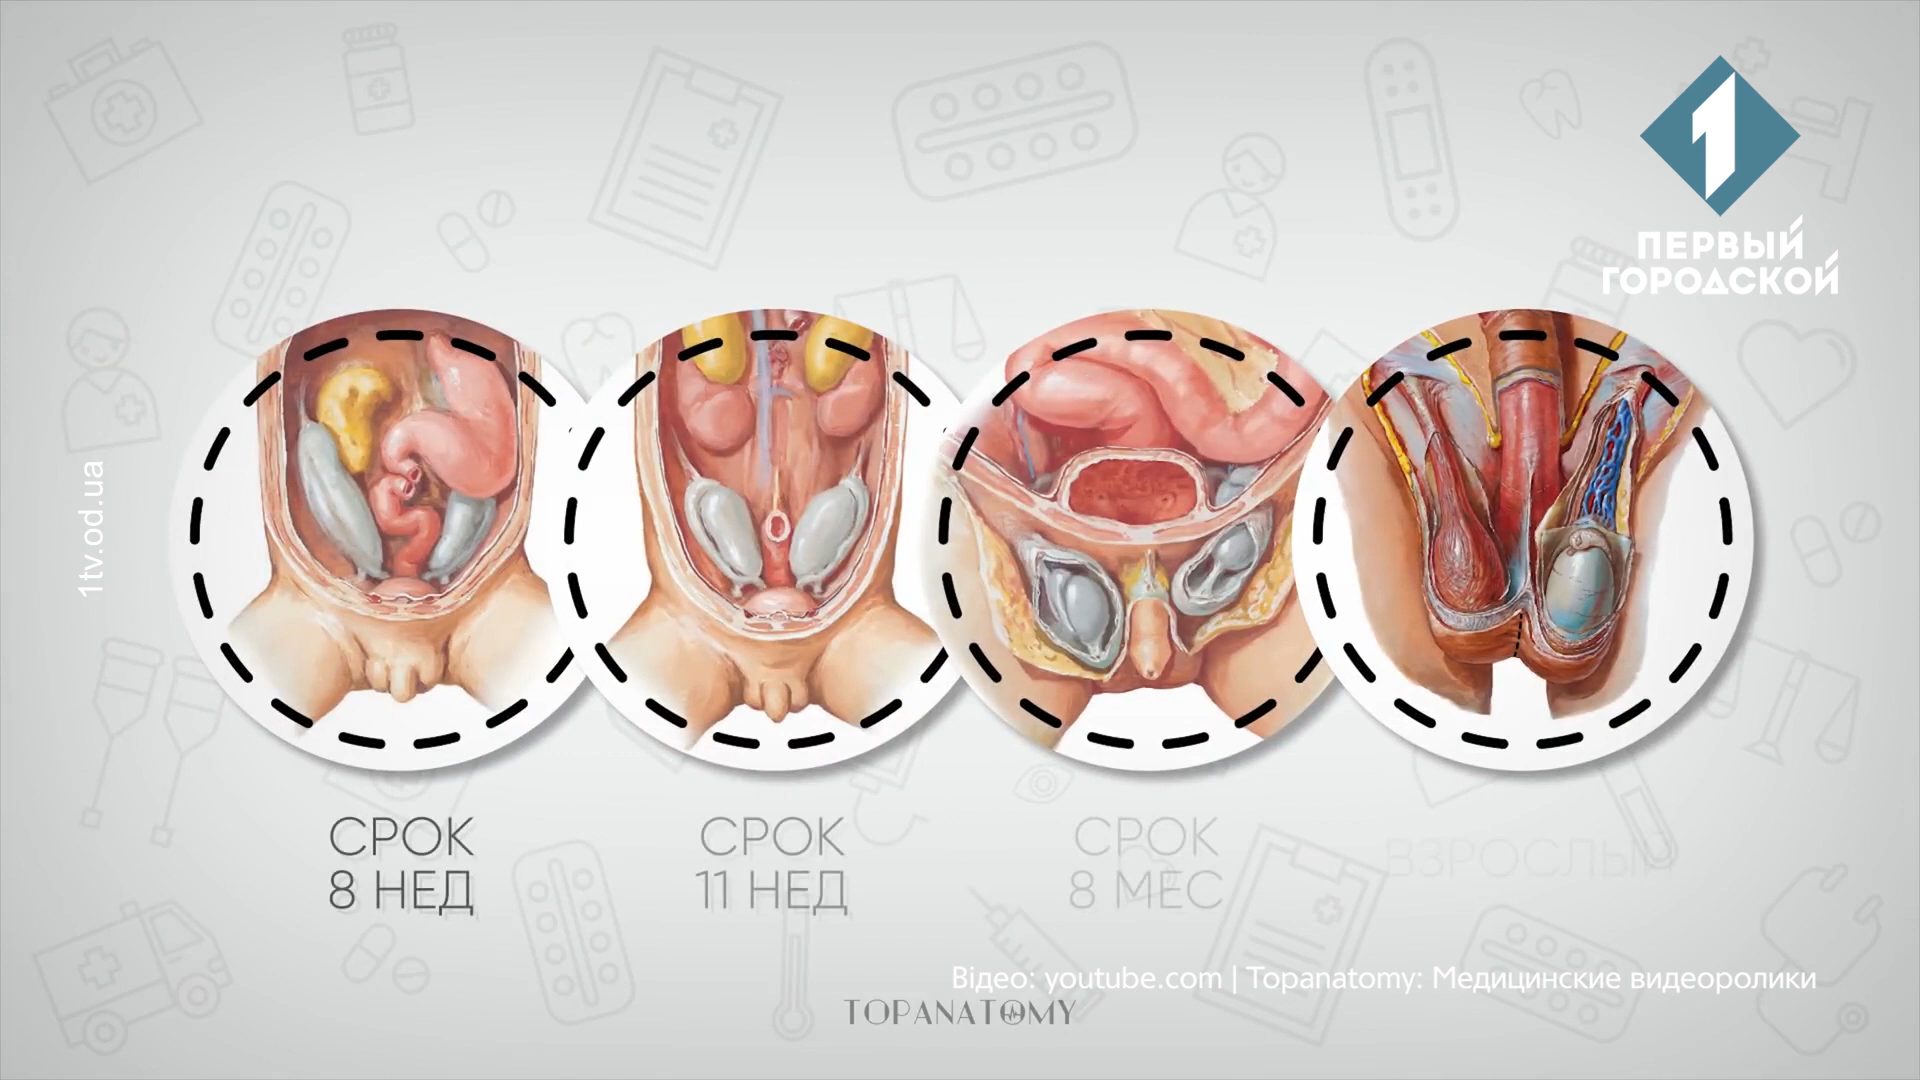 1
ПЕРВЫЙ
ГОРОДСКОЙ
1tv.od.ua
СРОК
8 НЕД
СРОК
11 НЕД
СРОК
8 МЕС
ВЗРОСЛЫЙ
Відео: youtube.com | Topanatomy: Медицинские видеоролики
TOPANATOMY